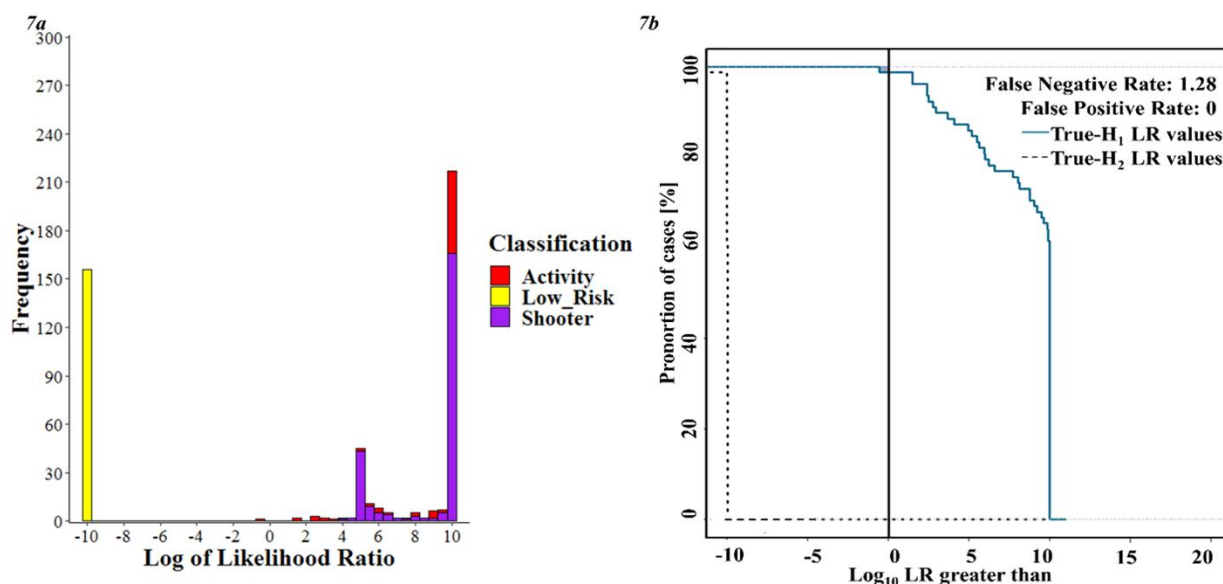 7a
300
270
240
210
180
150
120
90
60
30
0
Frequency
-10 -8 -6 -4 -2 0 2 4 6 8 10
Log of Likelihood Ratio
Classification
Activity
Low_Risk
Shooter
7b
100
80
60
40
20
0
Proportion of cases [%]
False Negative Rate: 1.28
False Positive Rate: 0
True-H₁ LR values
True-H₂ LR values
-10 -5 0 5 10 15 20
Log₁₀ LR greater than